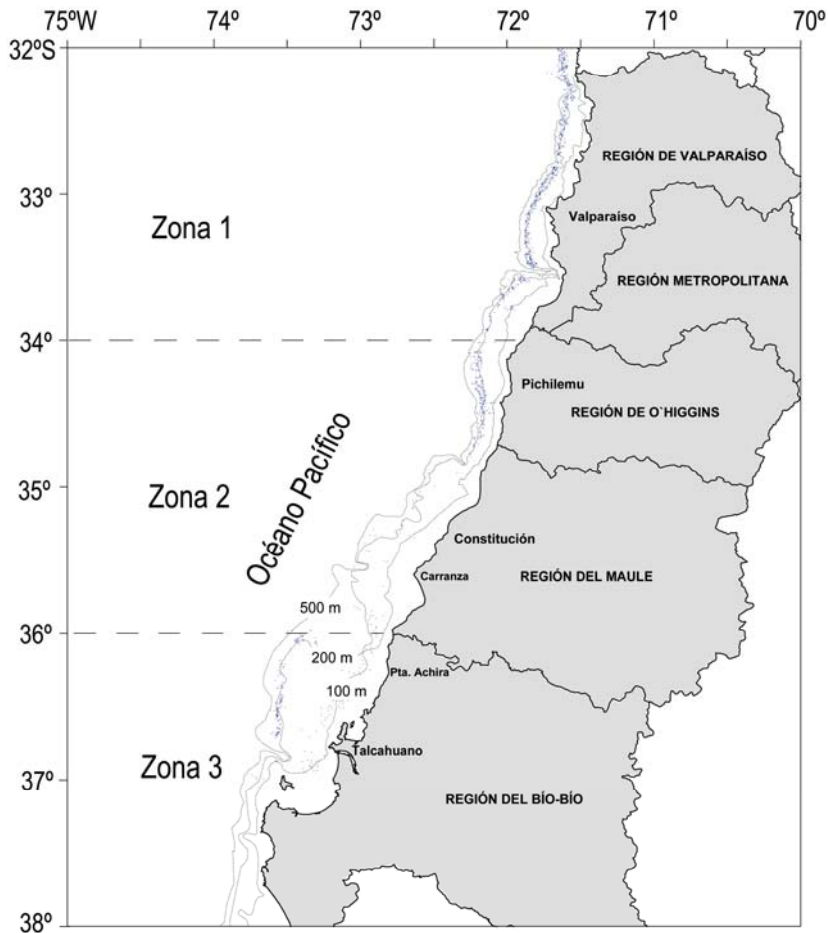 75ºW 74º 73º 72º 71º 70º
32ºS
REGIÓN DE VALPARAÍSO
33º
Valparaiso
Zona 1
REGIÓN METROPOLITANA
34º
Pichilemu
REGIÓN DE O`HIGGINS
Océano Pacífico
35º
Zona 2
Constitución
Carranza
REGIÓN DEL MAULE
500 m
36º
200 m
Pta. Achira
100 m
Talcahuano
Zona 3
37º
REGIÓN DEL BÍO-BÍO
38º